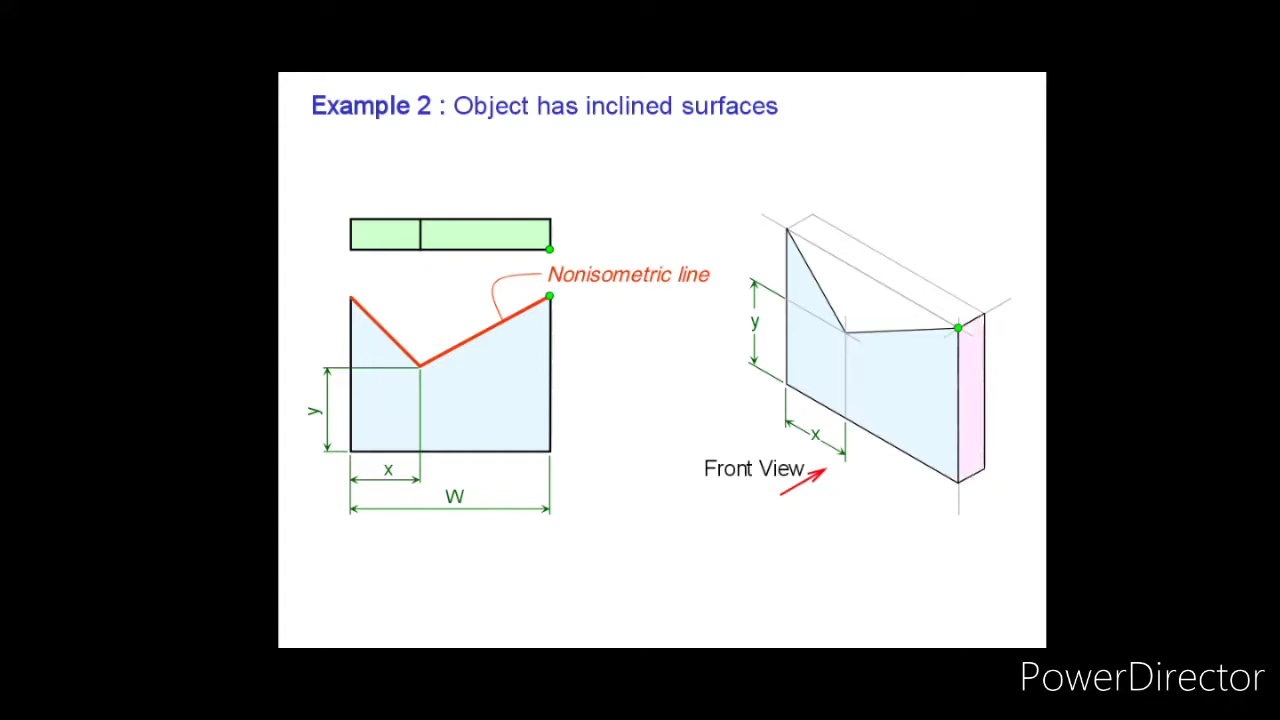 Example 2 : Object has inclined surfaces
Nonisometric line
y
x
W
y
x
Front View
PowerDirector